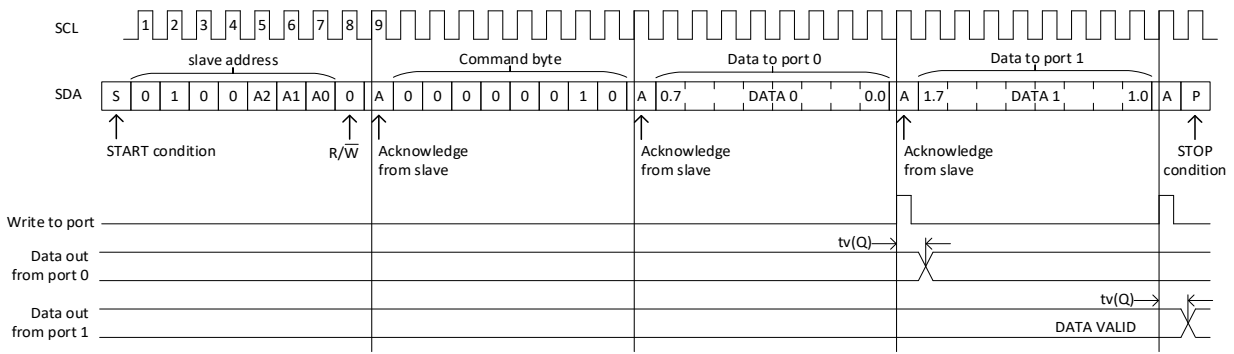 SCL 1 2 3 4 5 6 7 8 9
slave address Command byte Data to port 0 Data to port 1
SDA S 0 1 0 0 A2 A1 A0 0 A 0 0 0 0 0 0 1 0 A 0.7 DATA 0 0.0 A 1.7 DATA 1 1.0 A P
START condition R/W̅ Acknowledge
from slave Acknowledge
from slave Acknowledge
from slave STOP
condition
Write to port
tv(Q)
Data out
from port 0
tv(Q)
Data out
from port 1
DATA VALID